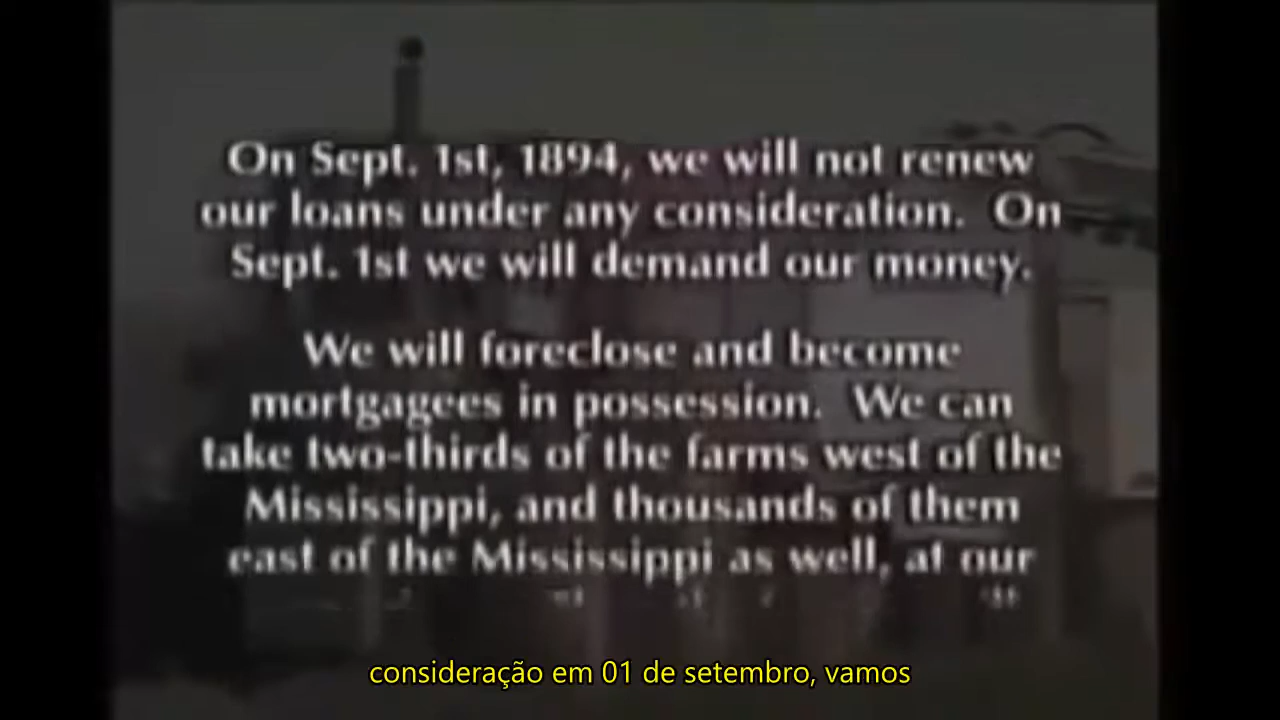 On Sept. 1st, 1894, we will not renew
our loans under any consideration. On
Sept. 1st we will demand our money.
We will foreclose and become
mortgagees in possession. We can
take two-thirds of the farms west of the
Mississippi, and thousands of them
east of the Mississippi as well, at our
consideração em 01 de setembro, vamos